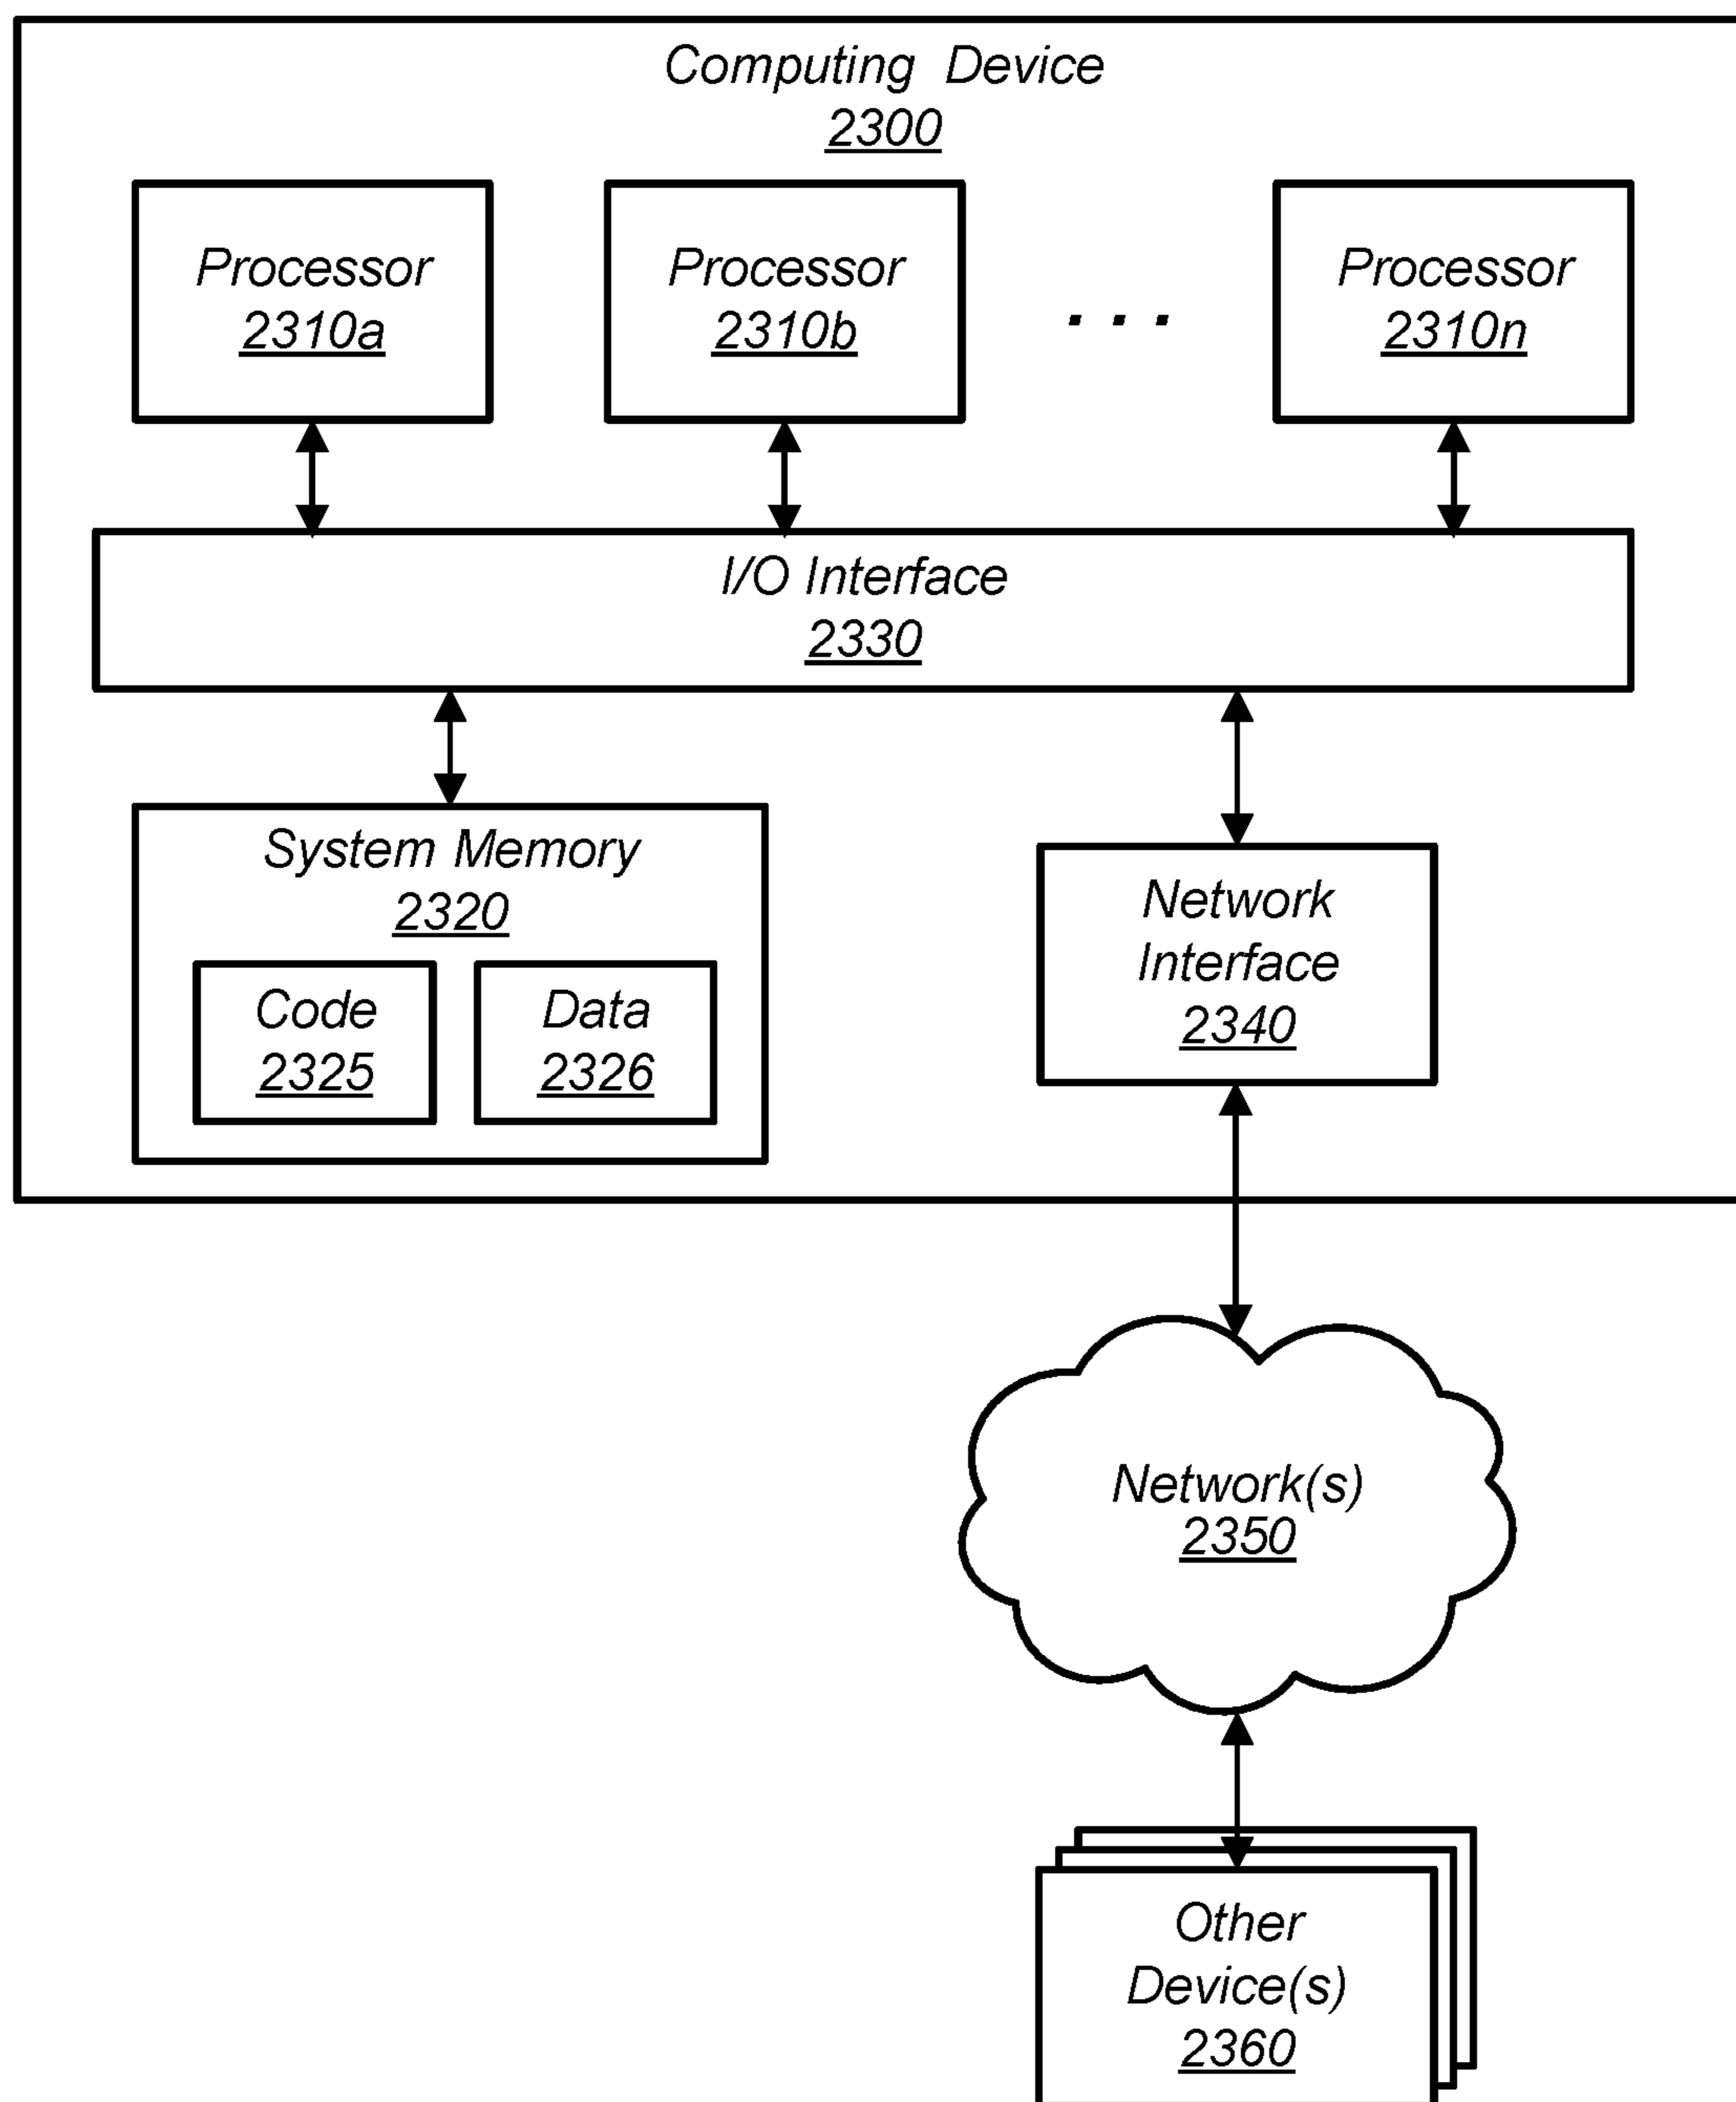 Computing Device
2300
Processor
2310a
Processor
2310b
. . .
Processor
2310n
I/O Interface
2330
System Memory
2320
Code
2325
Data
2326
Network
Interface
2340
Network(s)
2350
Other
Device(s)
2360